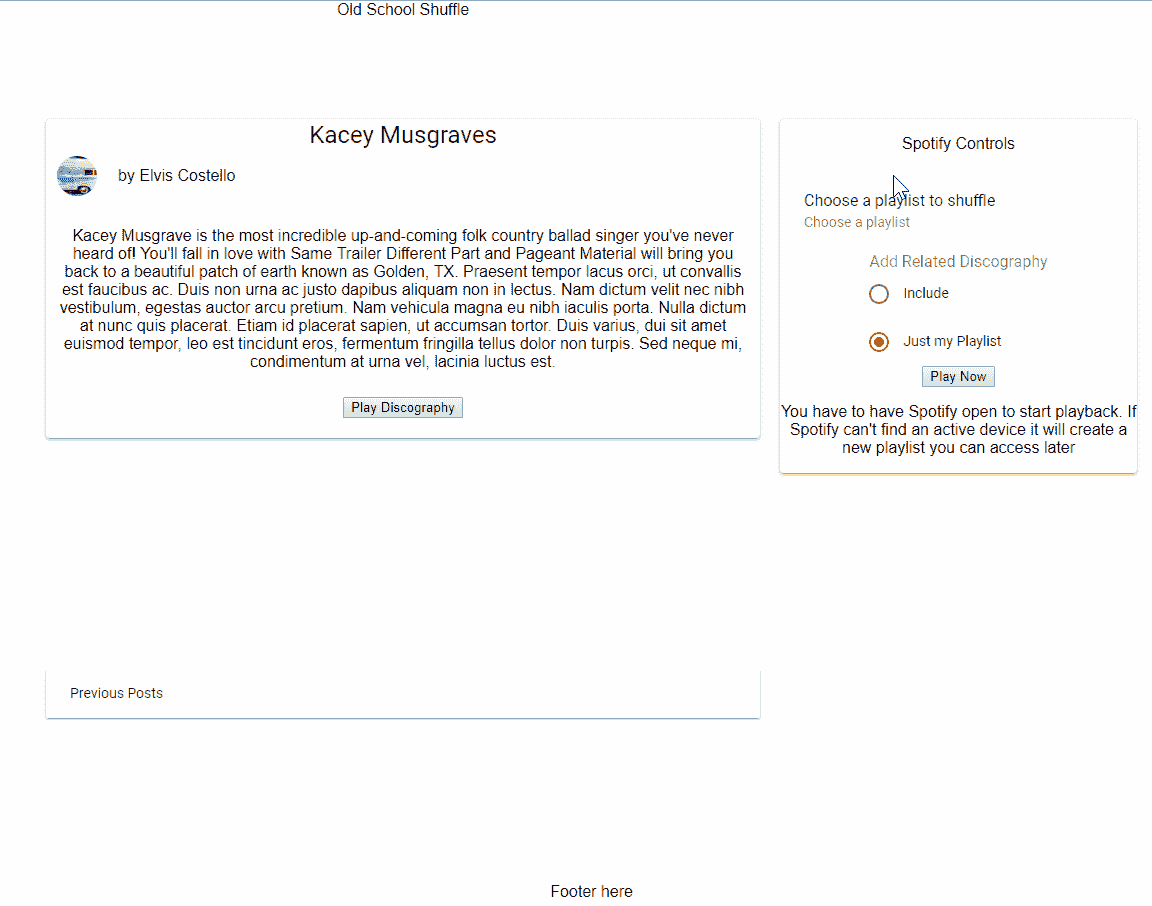 Old School Shuffle
Kacey Musgraves
by Elvis Costello
Kacey Musgrave is the most incredible up-and-coming folk country ballad singer you've never
heard of! You'll fall in love with Same Trailer Different Part and Pageant Material will bring you
back to a beautiful patch of earth known as Golden, TX. Praesent tempor lacus orci, ut convallis
est faucibus ac. Duis non urna ac justo dapibus aliquam non in lectus. Nam dictum velit nec nibh
vestibulum, egestas auctor arcu pretium. Nam vehicula magna eu nibh iaculis porta. Nulla dictum
at nunc quis placerat. Etiam id placerat sapien, ut accumsan tortor. Duis varius, dui sit amet
euismod tempor, leo est tincidunt eros, fermentum fringilla tellus dolor non turpis. Sed neque mi,
condimentum at urna vel, lacinia luctus est.
Play Discography
Spotify Controls
Choose a playlist to shuffle
Choose a playlist
Add Related Discography
Include
Just my Playlist
Play Now
You have to have Spotify open to start playback. If
Spotify can't find an active device it will create a
new playlist you can access later
Previous Posts
Footer here